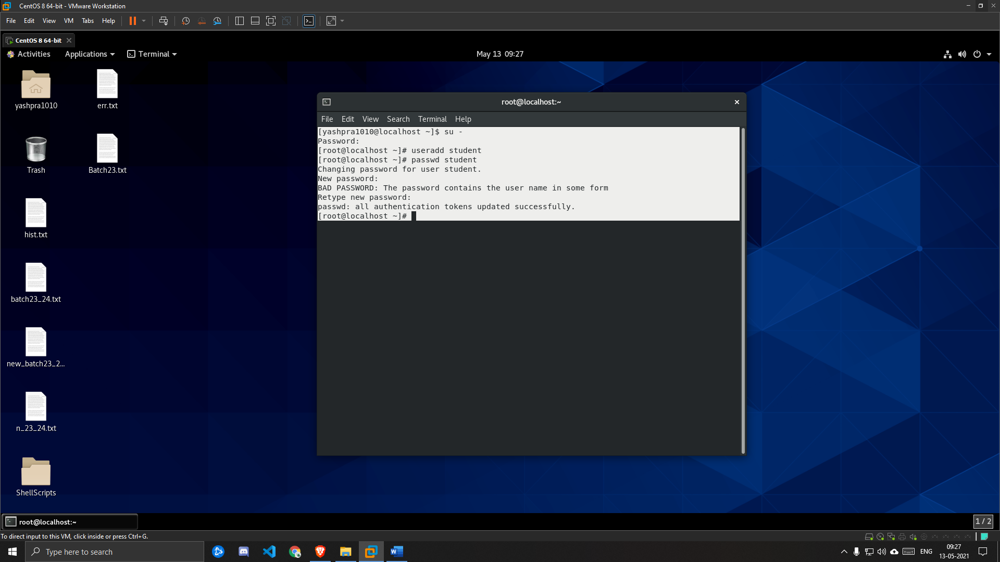 CentOS 8 64-bit - VMware Workstation
File Edit View VM Tabs Help
CentOS 8 64-bit
Activities Applications Terminal May 13 09:27
yashpra1010
err.txt
Trash
Batch23.txt
hist.txt
batch23_24.txt
new_batch23_2...
n_23_24.txt
ShellScripts
root@localhost:~
File Edit View Search Terminal Help
[yashpra1010@localhost ~]$ su -
Password:
[root@localhost ~]# useradd student
[root@localhost ~]# passwd student
Changing password for user student.
New password:
BAD PASSWORD: The password contains the user name in some form
Retype new password:
passwd: all authentication tokens updated successfully.
[root@localhost ~]#
root@localhost:~
1 / 2
To direct input to this VM, click inside or press Ctrl+G.
Type here to search
W
ENG
09:27
13-05-2021